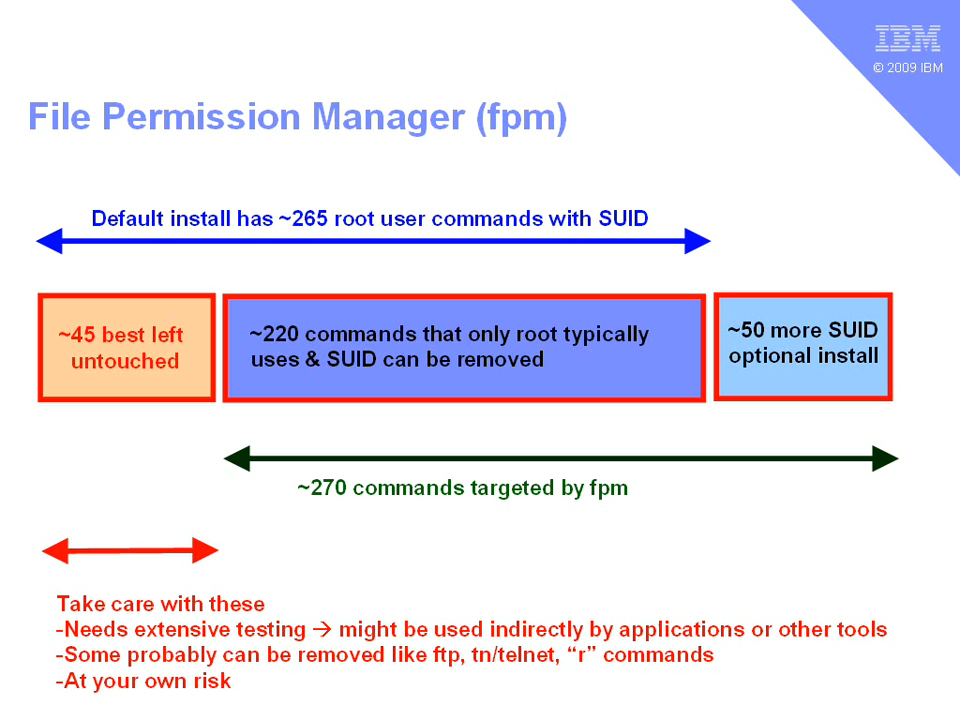 IBM
© 2009 IBM
File Permission Manager (fpm)
Default install has ~265 root user commands with SUID
~45 best left
untouched
~220 commands that only root typically
uses & SUID can be removed
~50 more SUID
optional install
~270 commands targeted by fpm
Take care with these
-Needs extensive testing → might be used indirectly by applications or other tools
-Some probably can be removed like ftp, tn/telnet, “r” commands
-At your own risk